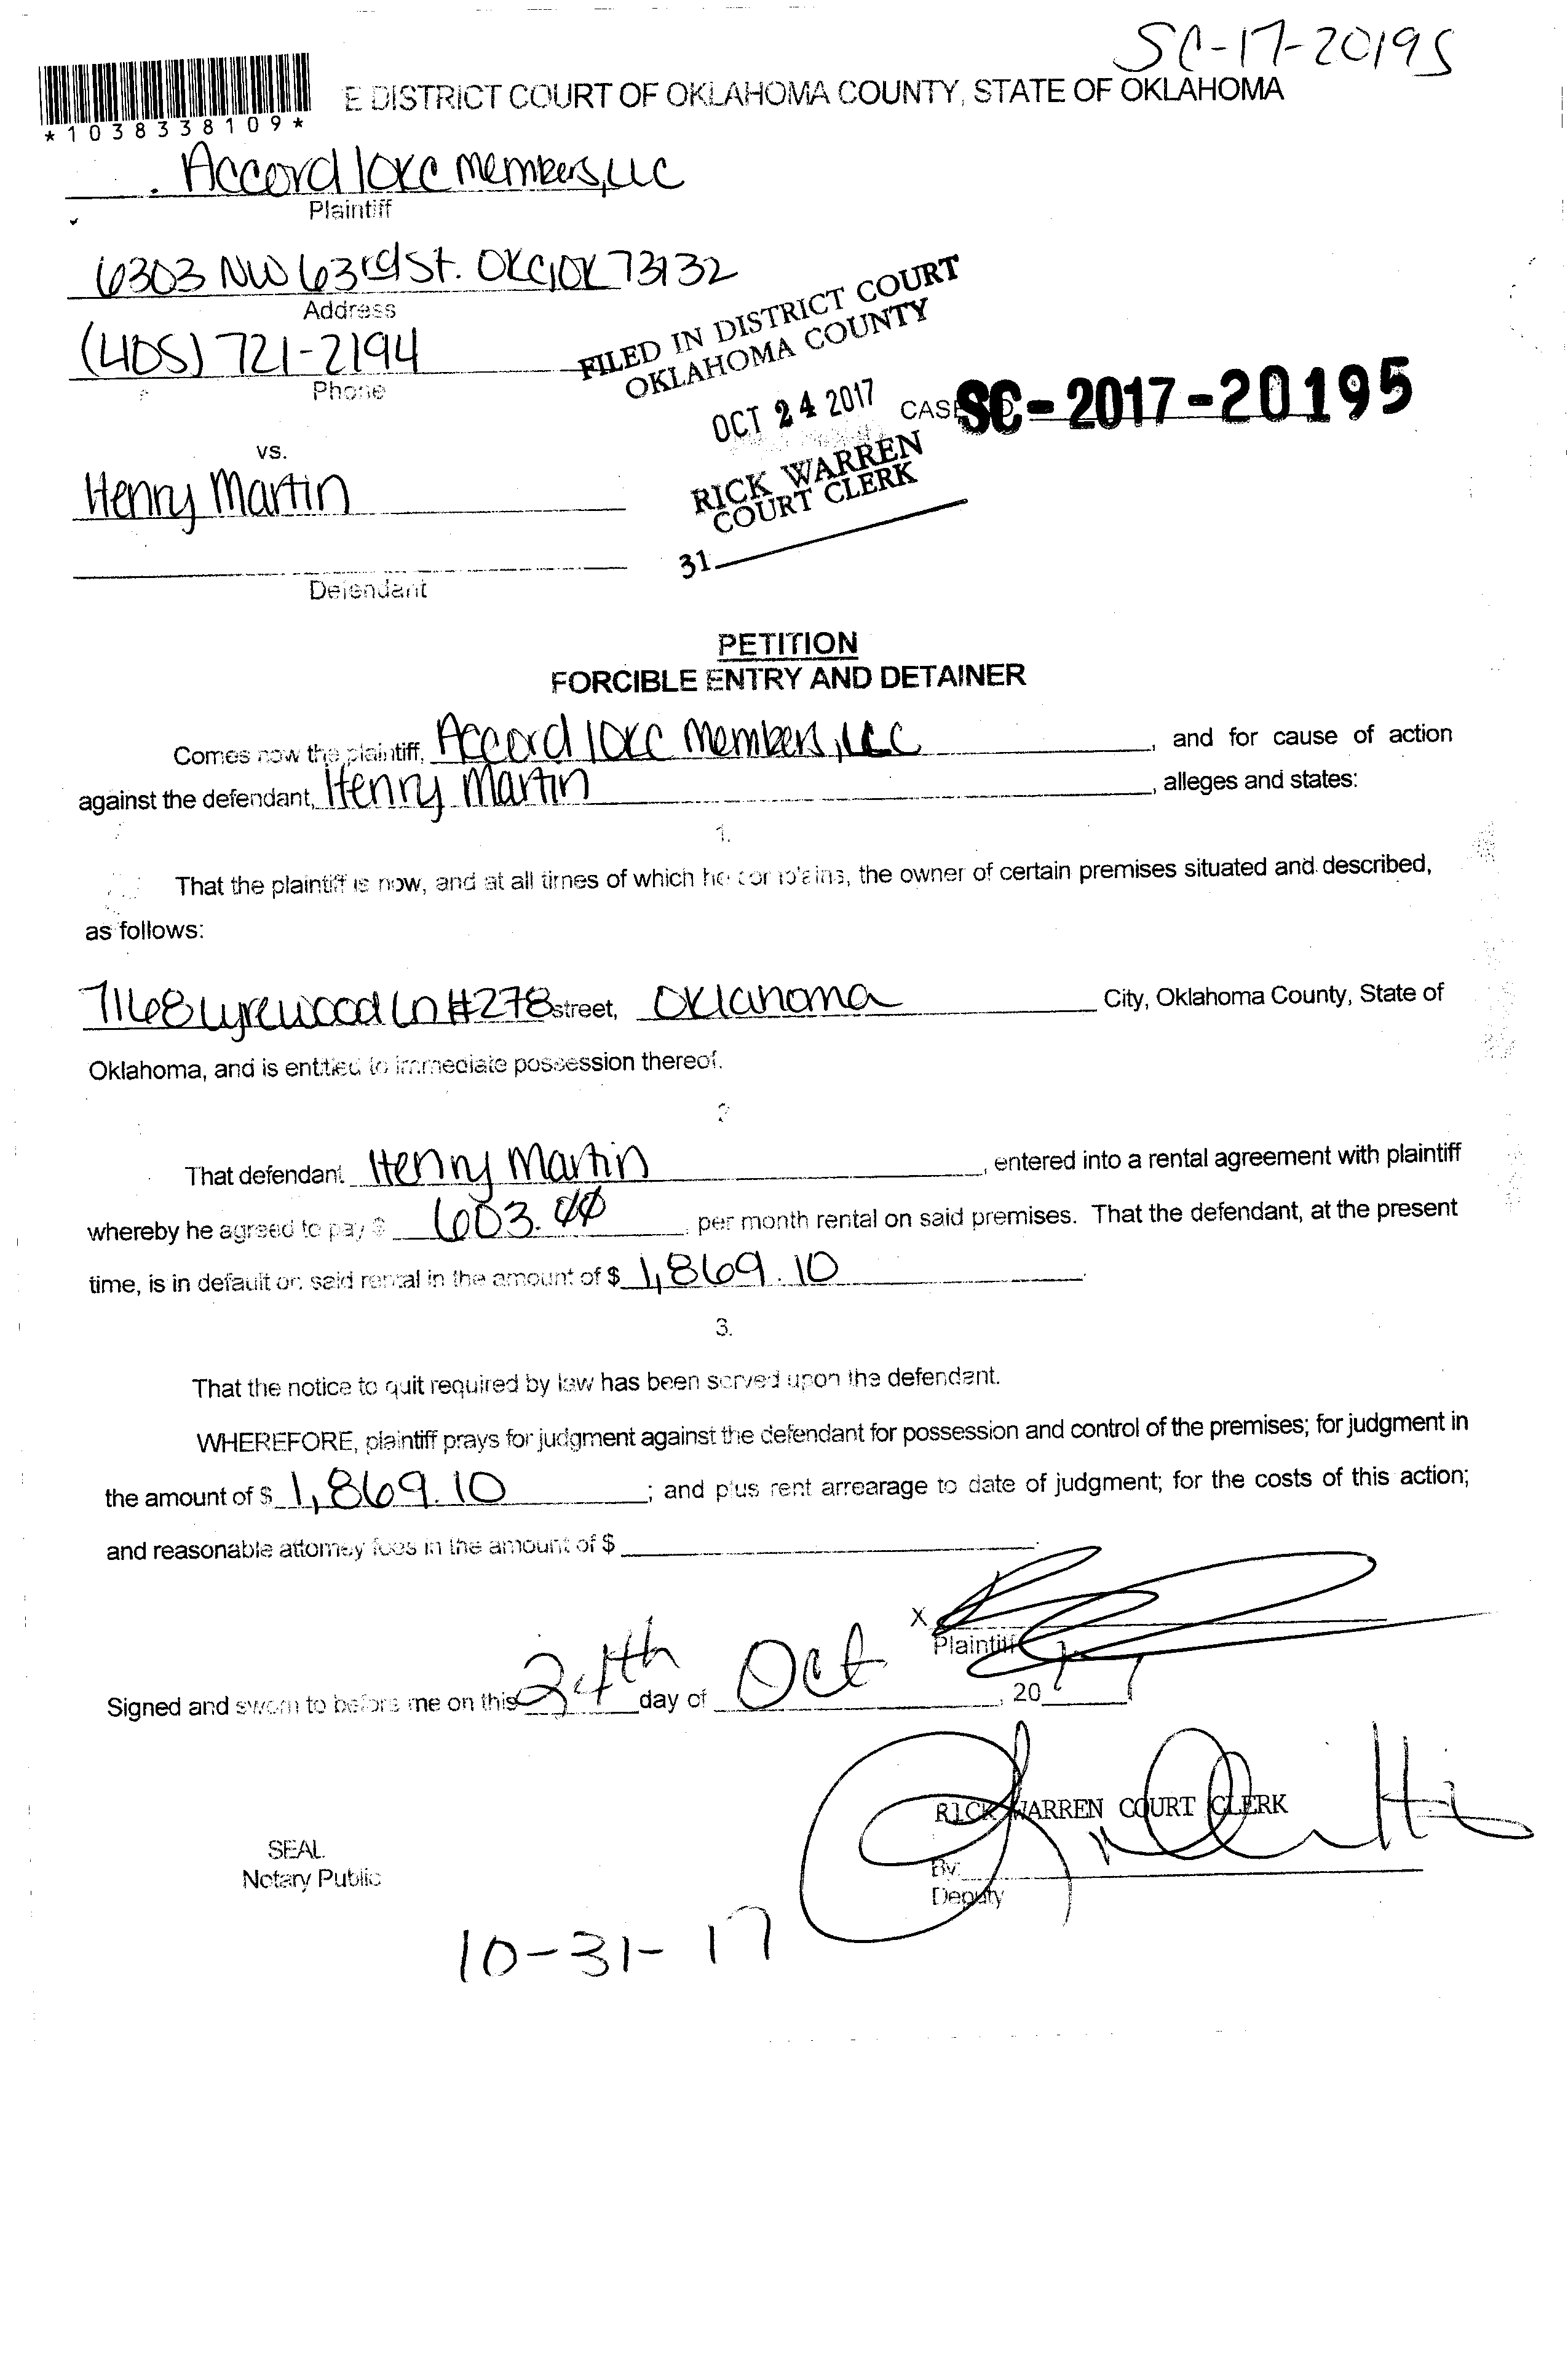 SC-17-20195
E DISTRICT COURT OF OKLAHOMA COUNTY, STATE OF OKLAHOMA
*1038338109*
Accord 1OKC Members, LLC
Plaintiff
6303 NW 63rd St. OKC, OK 73132
Address
(405) 721-2194
Phone
FILED IN DISTRICT COURT
OKLAHOMA COUNTY
OCT 24 2017
CASE SC-2017-20195
RICK WARREN
COURT CLERK
31
vs.
Henry Martin
Defendant
PETITION
FORCIBLE ENTRY AND DETAINER
Comes now the plaintiff, Accord 1OKC Members, LLC, and for cause of action
against the defendant, Henry Martin, alleges and states:
1.
That the plaintiff is now, and at all times of which he complains, the owner of certain premises situated and described,
as follows:
7168 Lyrewood Ln #278 street, Oklahoma City, Oklahoma County, State of
Oklahoma, and is entitled to immediate possession thereof.
2
That defendant Henry Martin, entered into a rental agreement with plaintiff
whereby he agreed to pay $ 603.00 per month rental on said premises. That the defendant, at the present
time, is in default on said rental in the amount of $ 1,869.10
3.
That the notice to quit required by law has been served upon the defendant.
WHEREFORE, plaintiff prays for judgment against the defendant for possession and control of the premises; for judgment in
the amount of $ 1,869.10; and plus rent arrearage to date of judgment; for the costs of this action;
and reasonable attorney fees in the amount of $
X
Plaintiff
Signed and sworn to before me on this 24th day of Oct, 2017
RICK WARREN COURT CLERK
SEAL
Notary Public
By:
Deputy
10-31-17